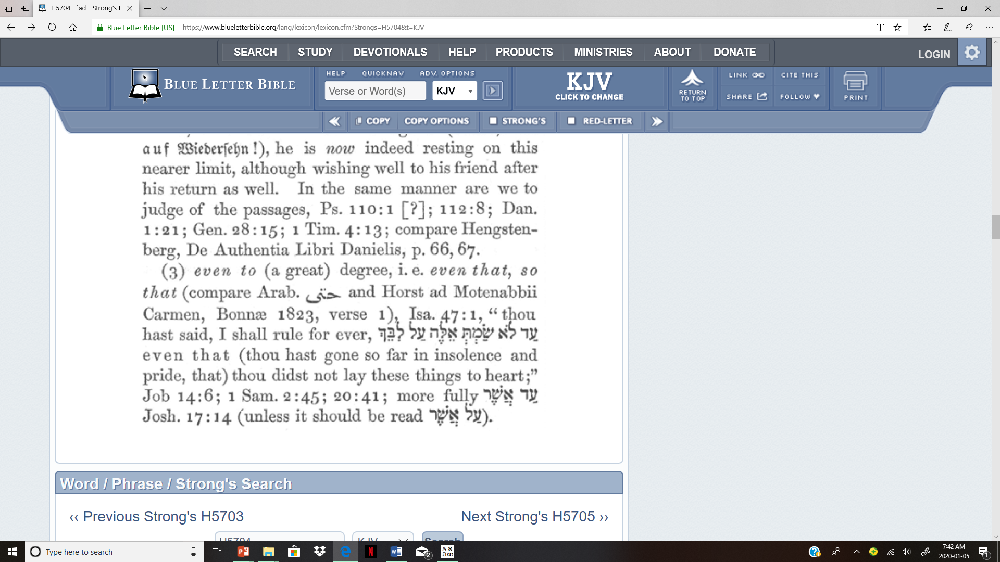 H5704 - `ad - Strong's H
Blue Letter Bible [US]
https://www.blueletterbible.org/lang/lexicon/lexicon.cfm?Strongs=H5704&t=KJV
SEARCH STUDY DEVOTIONALS HELP PRODUCTS MINISTRIES ABOUT DONATE
LOGIN
HELP QUICKNAV ADV. OPTIONS
BLUE LETTER BIBLE
Verse or Word(s)
KJV
KJV
CLICK TO CHANGE
RETURN
TO TOP
LINK CITE THIS
SHARE FOLLOW
PRINT
COPY COPY OPTIONS STRONG'S RED-LETTER
auf Wiedersehn!), he is now indeed resting on this
nearer limit, although wishing well to his friend after
his return as well. In the same manner are we to
judge of the passages, Ps. 110:1 [?]; 112:8; Dan.
1:21; Gen. 28:15; 1 Tim. 4:13; compare Hengsten-
berg, De Authentia Libri Danielis, p. 66, 67.
(3) even to (a great) degree, i. e. even that, so
that (compare Arab. حتّى and Horst ad Motenabbii
Carmen, Bonnæ 1823, verse 1), Isa. 47:1, “thou
hast said, I shall rule for ever, עַד לֹא שַׂמְתְּ אֵלֶּה עַל לִבֵּךְ
even that (thou hast gone so far in insolence and
pride, that) thou didst not lay these things to heart;”
Job 14:6; 1 Sam. 2:45; 20:41; more fully עַד אֲשֶׁר
Josh. 17:14 (unless it should be read עַל אֲשֶׁר).
Word / Phrase / Strong's Search
‹‹ Previous Strong's H5703
Next Strong's H5705 ››
H5704
KJV
Search
Type here to search
2
7:42 AM
2020-01-05
1